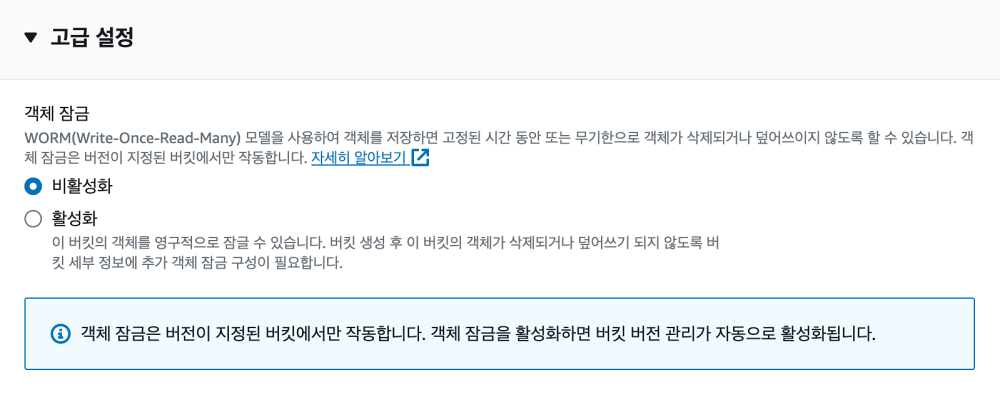 고급 설정
객체 잠금
WORM(Write-Once-Read-Many) 모델을 사용하여 객체를 저장하면 고정된 시간 동안 또는 무기한으로 객체가 삭제되거나 덮어쓰이지 않도록 할 수 있습니다. 객
체 잠금은 버전이 지정된 버킷에서만 작동합니다. 자세히 알아보기
비활성화
활성화
이 버킷의 객체를 영구적으로 잠글 수 있습니다. 버킷 생성 후 이 버킷의 객체가 삭제되거나 덮어쓰기 되지 않도록 버
킷 세부 정보에 추가 객체 잠금 구성이 필요합니다.
객체 잠금은 버전이 지정된 버킷에서만 작동합니다. 객체 잠금을 활성화하면 버킷 버전 관리가 자동으로 활성화됩니다.